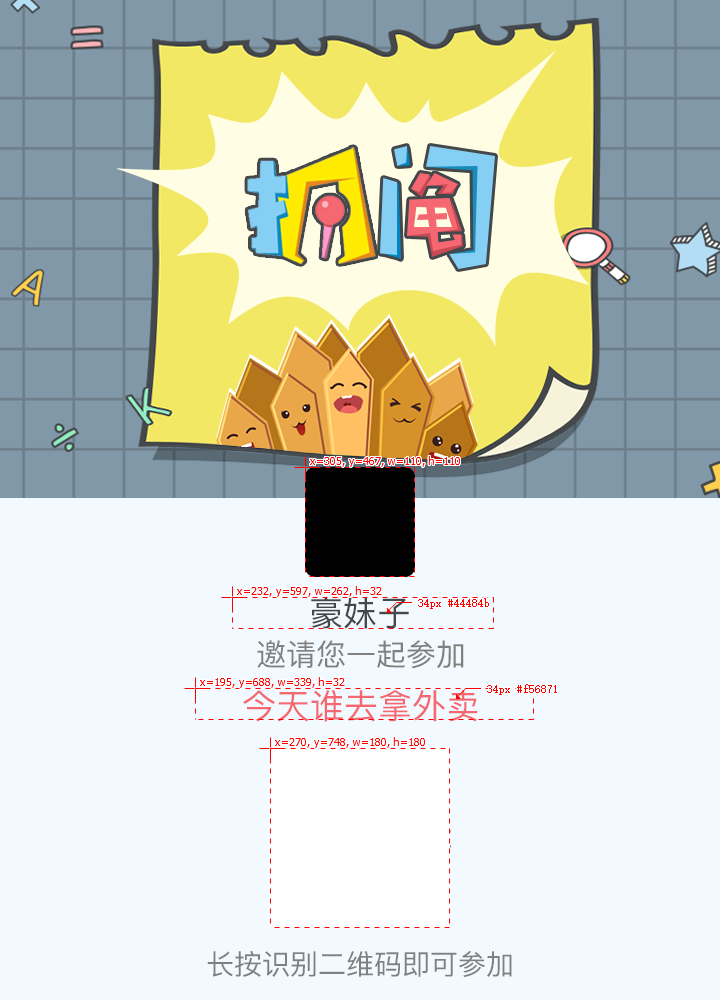 =
抓阄
A
K
÷
x=305, y=467, w=110, h=110
x=232, y=597, w=262, h=32
豪妹子
34px #44484b
邀请您一起参加
x=195, y=688, w=339, h=32
今天谁去拿外卖
34px #f56871
x=270, y=748, w=180, h=180
长按识别二维码即可参加